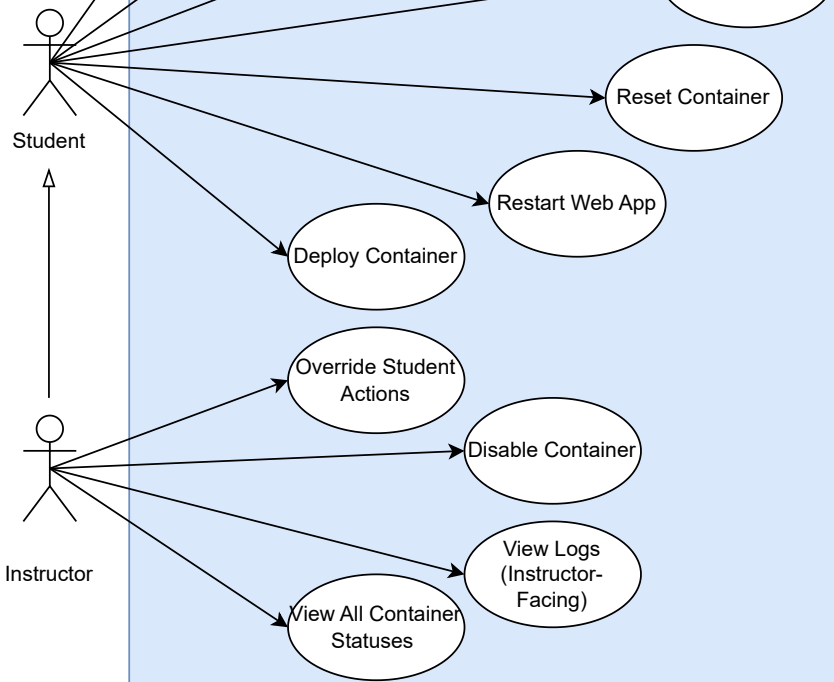 Reset Container
Student
Restart Web App
Deploy Container
Override Student
Actions
Disable Container
View Logs
(Instructor-
Facing)
Instructor
View All Container
Statuses